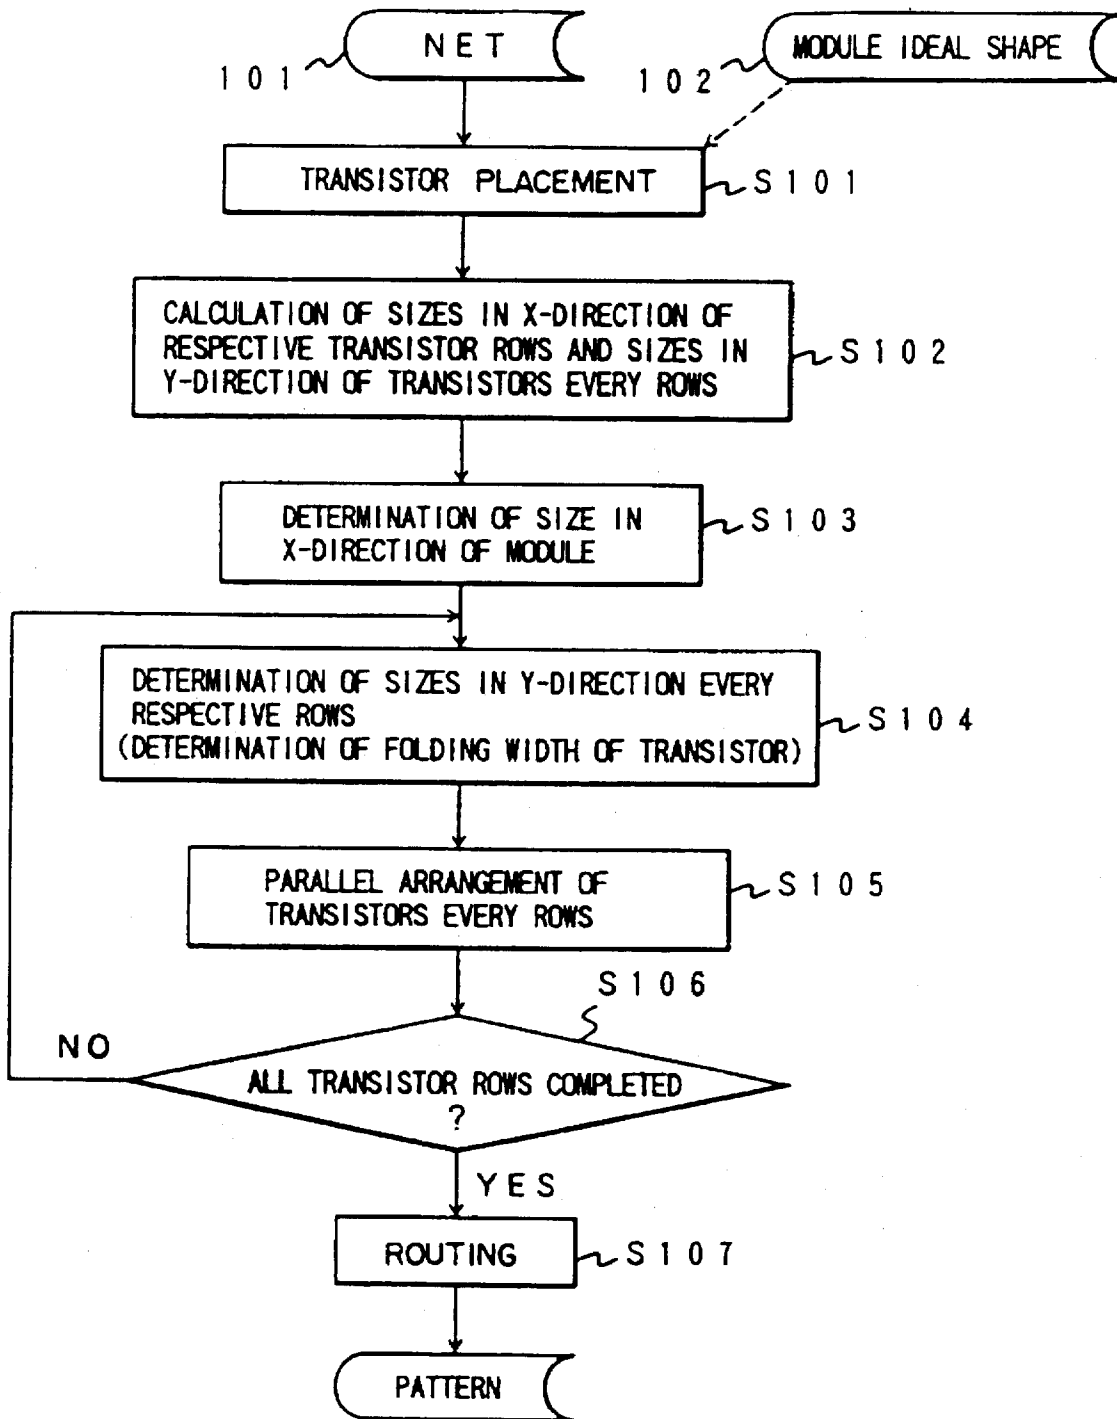 NET
101
MODULE IDEAL SHAPE
102
TRANSISTOR PLACEMENT
S101
CALCULATION OF SIZES IN X-DIRECTION OF
RESPECTIVE TRANSISTOR ROWS AND SIZES IN
Y-DIRECTION OF TRANSISTORS EVERY ROWS
S102
DETERMINATION OF SIZE IN
X-DIRECTION OF MODULE
S103
DETERMINATION OF SIZES IN Y-DIRECTION EVERY
RESPECTIVE ROWS
(DETERMINATION OF FOLDING WIDTH OF TRANSISTOR)
S104
PARALLEL ARRANGEMENT OF
TRANSISTORS EVERY ROWS
S105
S106
NO
ALL TRANSISTOR ROWS COMPLETED
?
YES
ROUTING
S107
PATTERN